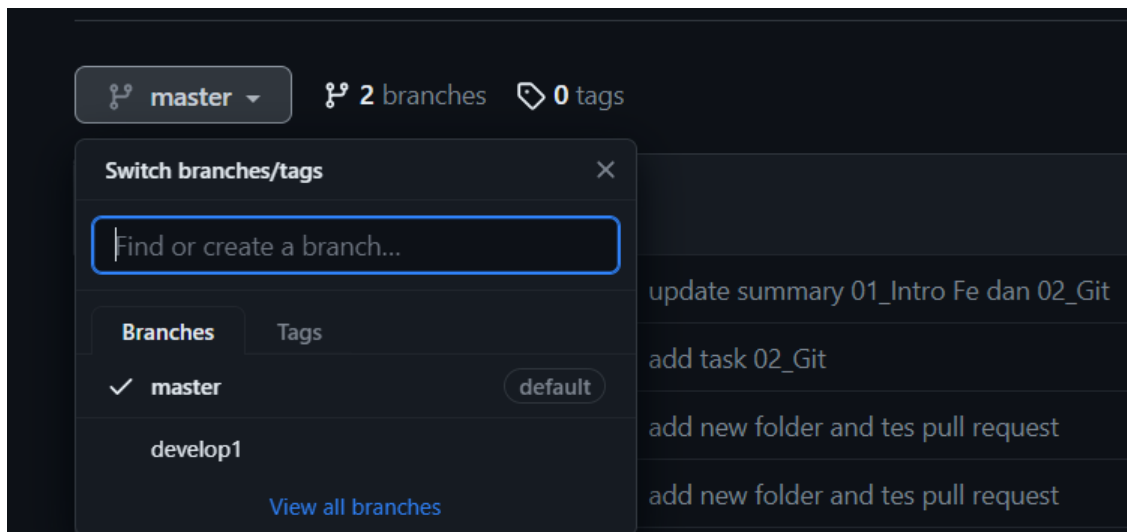 master
2 branches
0 tags
Switch branches/tags
Find or create a branch...
Branches
Tags
master
default
develop1
View all branches
update summary 01_Intro Fe dan 02_Git
add task 02_Git
add new folder and tes pull request
add new folder and tes pull request